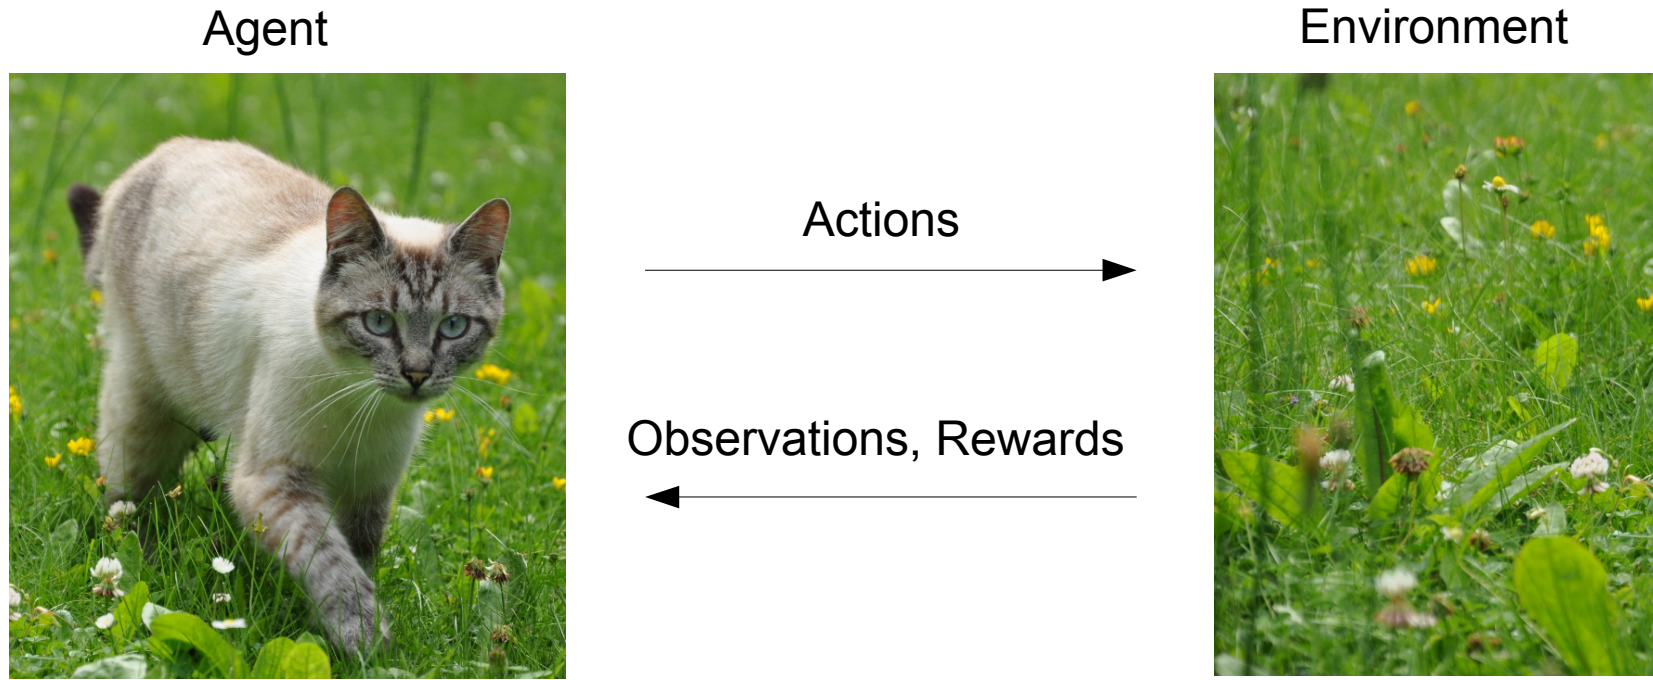 Agent
Environment
Actions
Observations, Rewards